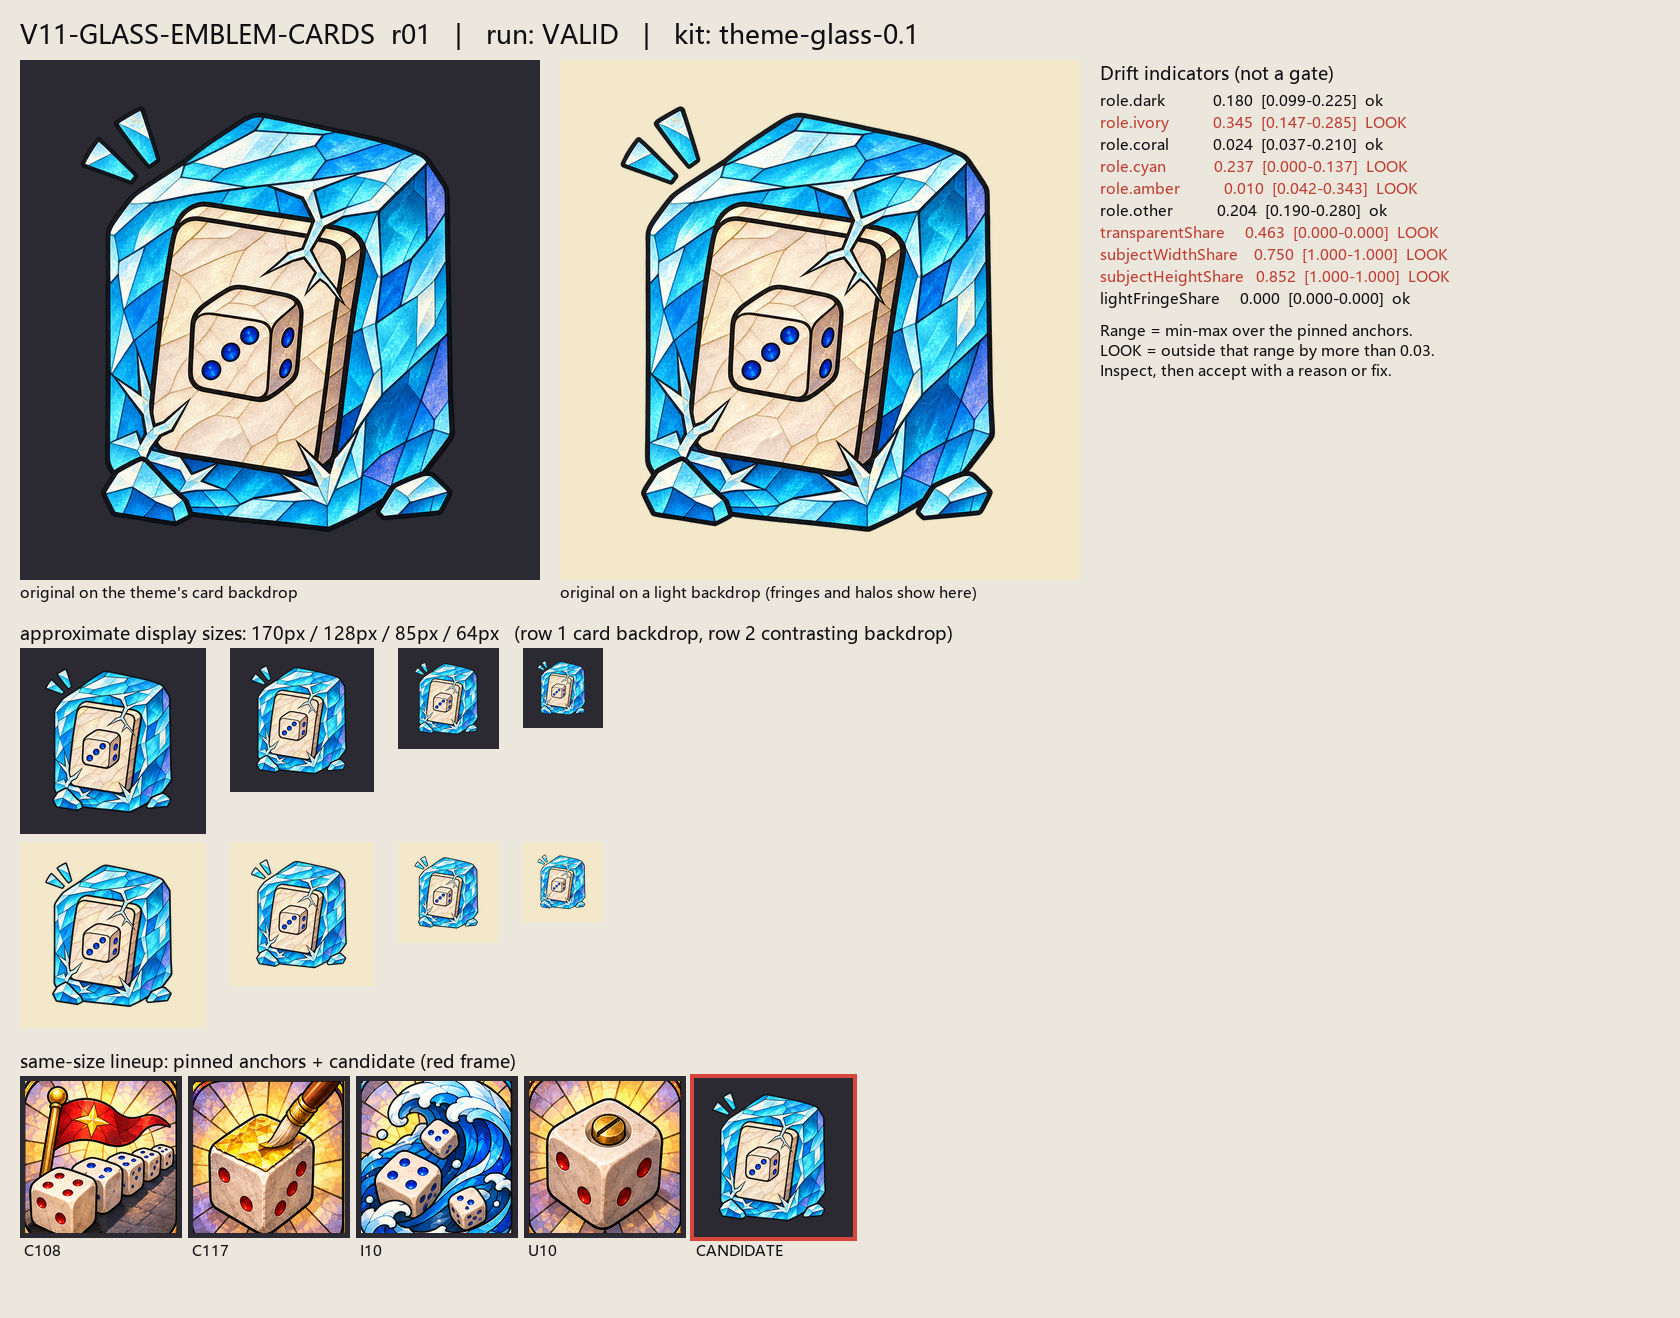 V11-GLASS-EMBLEM-CARDS r01 | run: VALID | kit: theme-glass-0.1
Drift indicators (not a gate)
role.dark 0.180 [0.099-0.225] ok
role.ivory 0.345 [0.147-0.285] LOOK
role.coral 0.024 [0.037-0.210] ok
role.cyan 0.237 [0.000-0.137] LOOK
role.amber 0.010 [0.042-0.343] LOOK
role.other 0.204 [0.190-0.280] ok
transparentShare 0.463 [0.000-0.000] LOOK
subjectWidthShare 0.750 [1.000-1.000] LOOK
subjectHeightShare 0.852 [1.000-1.000] LOOK
lightFringeShare 0.000 [0.000-0.000] ok
Range = min-max over the pinned anchors.
LOOK = outside that range by more than 0.03.
Inspect, then accept with a reason or fix.
original on the theme's card backdrop
original on a light backdrop (fringes and halos show here)
approximate display sizes: 170px / 128px / 85px / 64px (row 1 card backdrop, row 2 contrasting backdrop)
same-size lineup: pinned anchors + candidate (red frame)
C108
C117
I10
U10
CANDIDATE